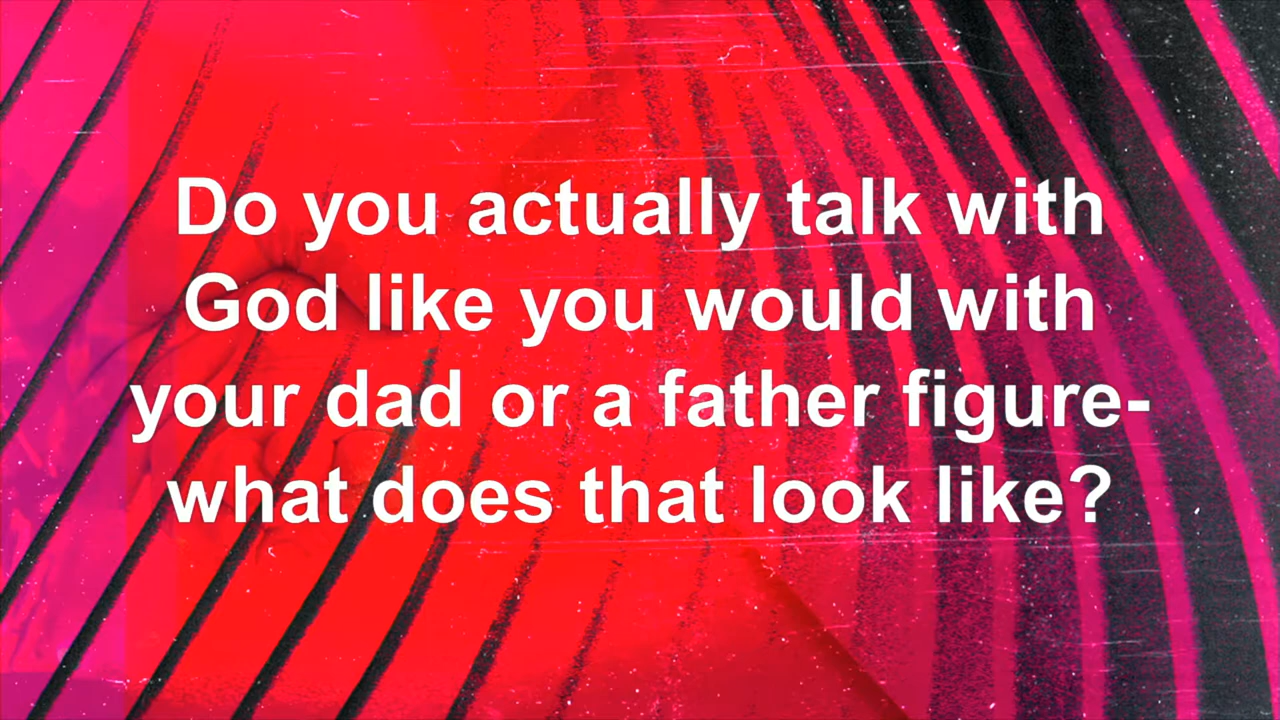 Do you actually talk with
God like you would with
your dad or a father figure-
what does that look like?